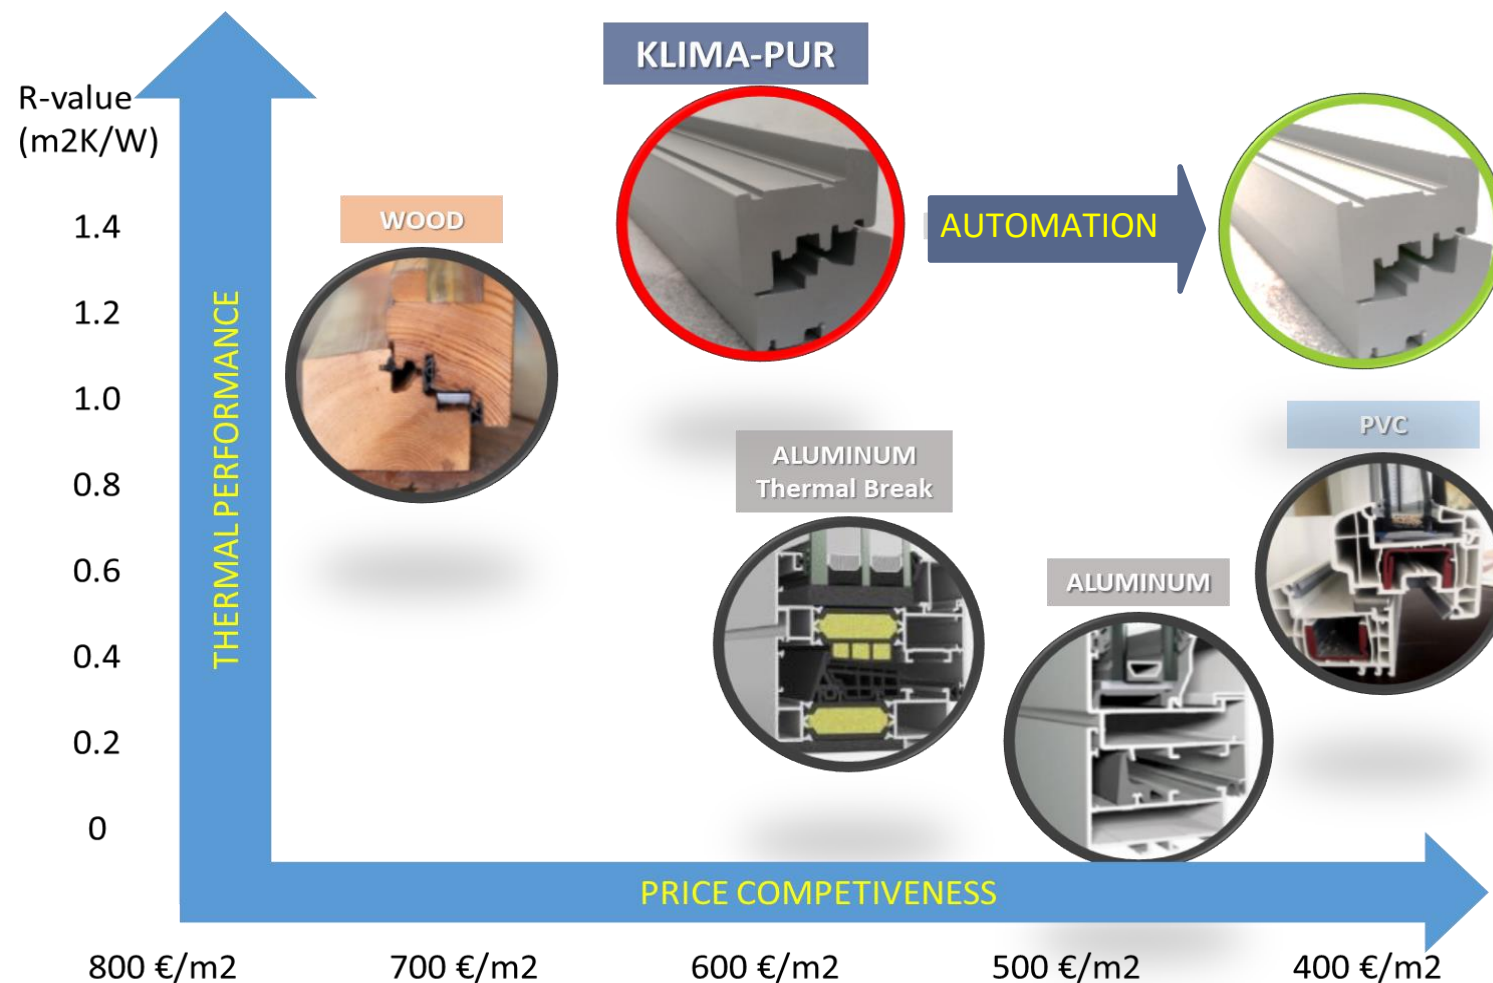 KLIMA-PUR
R-value
(m2K/W)
WOOD
1.4
AUTOMATION
1.2
THERMAL PERFORMANCE
1.0
PVC
ALUMINUM
Thermal Break
0.8
0.6
ALUMINUM
0.4
0.2
0
PRICE COMPETIVENESS
800 €/m2
700 €/m2
600 €/m2
500 €/m2
400 €/m2